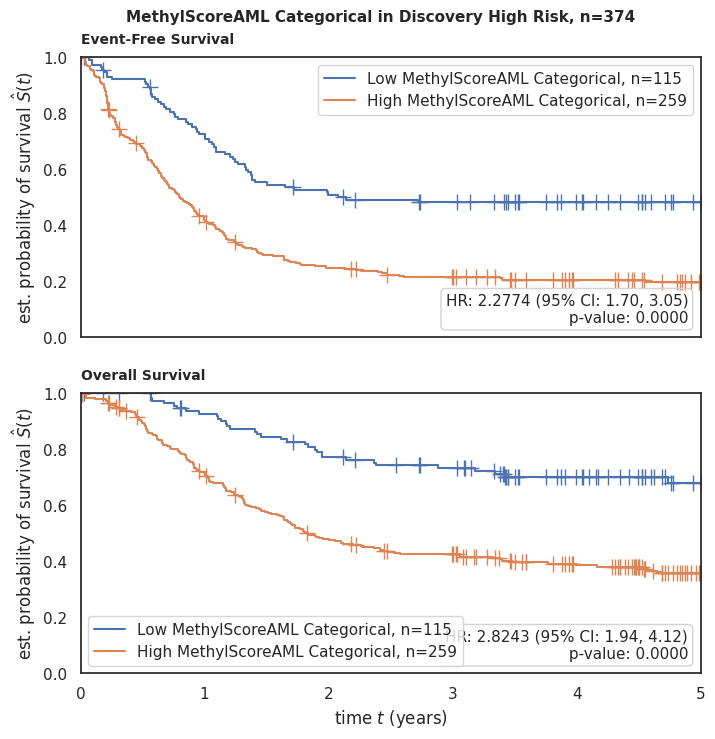 MethylScoreAML Categorical in Discovery High Risk, n=374
Event-Free Survival
est. probability of survival Ŝ(t)
1.0
0.8
0.6
0.4
0.2
0.0
Low MethylScoreAML Categorical, n=115
High MethylScoreAML Categorical, n=259
HR: 2.2774 (95% CI: 1.70, 3.05)
p-value: 0.0000
Overall Survival
est. probability of survival Ŝ(t)
1.0
0.8
0.6
0.4
0.2
0.0
Low MethylScoreAML Categorical, n=115
High MethylScoreAML Categorical, n=259
HR: 2.8243 (95% CI: 1.94, 4.12)
p-value: 0.0000
0 1 2 3 4 5
time t (years)